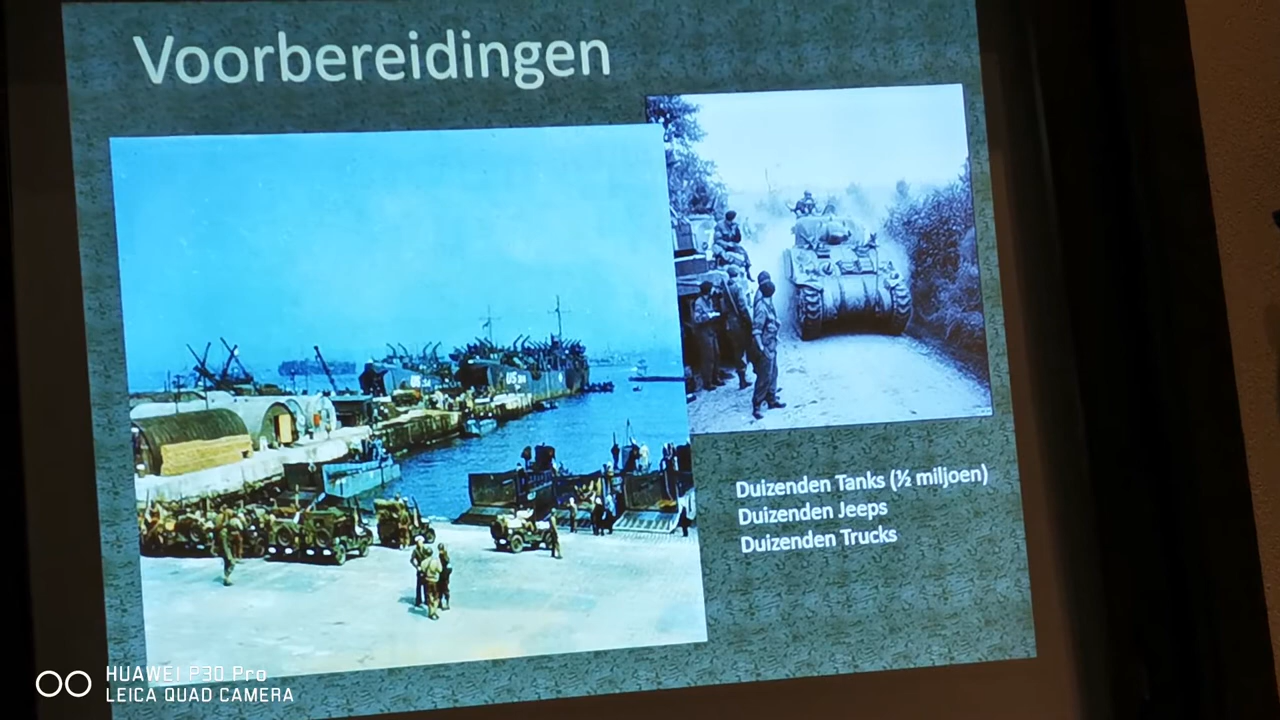 Voorbereidingen
Duizenden Tanks (½ miljoen)
Duizenden Jeeps
Duizenden Trucks
HUAWEI P30 Pro
LEICA QUAD CAMERA